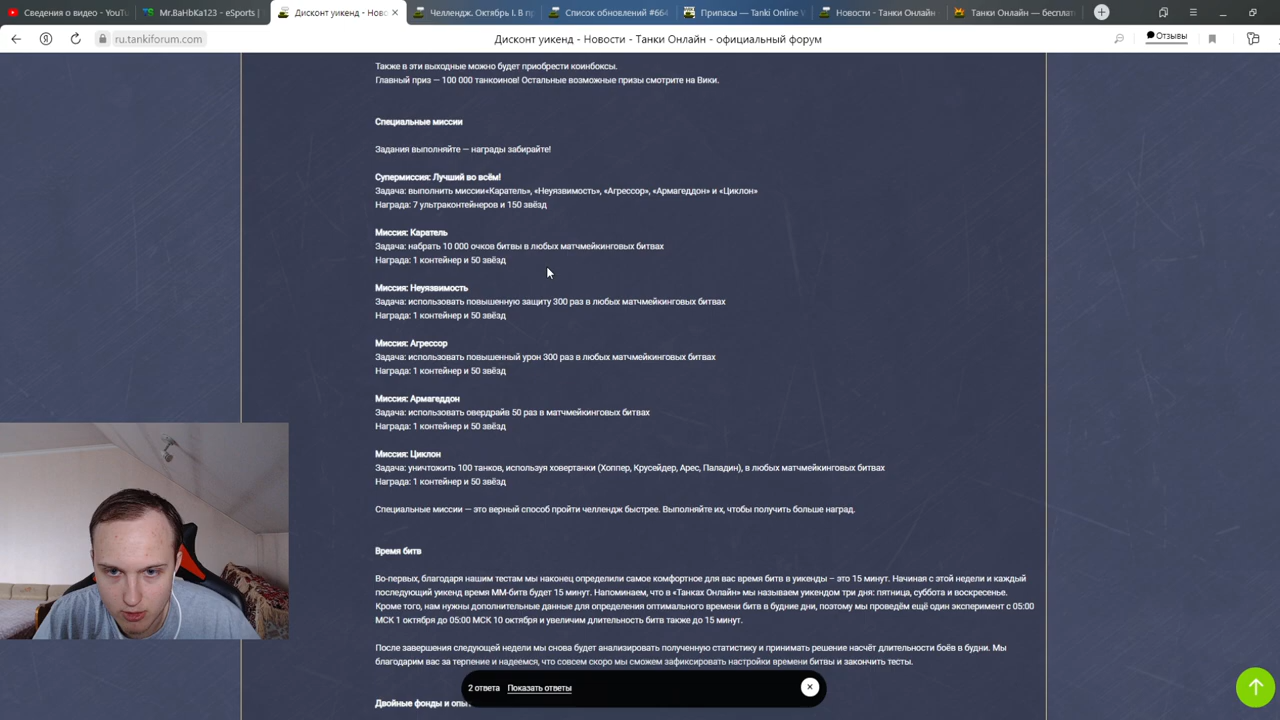 Сведения о видео - YouTu
Mr.BaHbKa123 - eSports |
Дисконт уикенд - Ново
Челлендж. Октябрь I. В п
Список обновлений #664
Припасы — Tanki Online V
Новости - Танки Онлайн
Танки Онлайн — бесплат
ru.tankiforum.com
Дисконт уикенд - Новости - Танки Онлайн - официальный форум
Отзывы
Также в эти выходные можно будет приобрести коинбоксы.
Главный приз — 100 000 танкоинов! Остальные возможные призы смотрите на Вики.
Специальные миссии
Задания выполняйте — награды забирайте!
Супермиссия: Лучший во всём!
Задача: выполнить миссии«Каратель», «Неуязвимость», «Агрессор», «Армагеддон» и «Циклон»
Награда: 7 ультраконтейнеров и 150 звёзд
Миссия: Каратель
Задача: набрать 10 000 очков битвы в любых матчмейкинговых битвах
Награда: 1 контейнер и 50 звёзд
Миссия: Неуязвимость
Задача: использовать повышенную защиту 300 раз в любых матчмейкинговых битвах
Награда: 1 контейнер и 50 звёзд
Миссия: Агрессор
Задача: использовать повышенный урон 300 раз в любых матчмейкинговых битвах
Награда: 1 контейнер и 50 звёзд
Миссия: Армагеддон
Задача: использовать овердрайв 50 раз в матчмейкинговых битвах
Награда: 1 контейнер и 50 звёзд
Миссия: Циклон
Задача: уничтожить 100 танков, используя ховертанки (Хоппер, Крусейдер, Арес, Паладин), в любых матчмейкинговых битвах
Награда: 1 контейнер и 50 звёзд
Специальные миссии — это верный способ пройти челлендж быстрее. Выполняйте их, чтобы получить больше наград.
Время битв
Во-первых, благодаря нашим тестам мы наконец определили самое комфортное для вас время битв в уикенды – это 15 минут. Начиная с этой недели и каждый
последующий уикенд время ММ-битв будет 15 минут. Напоминаем, что в «Танках Онлайн» мы называем уикендом три дня: пятница, суббота и воскресенье.
Кроме того, нам нужны дополнительные данные для определения оптимального времени битв в будние дни, поэтому мы проведём ещё один эксперимент с 05:00
МСК 1 октября до 05:00 МСК 10 октября и увеличим длительность битв также до 15 минут.
После завершения следующей недели мы снова будет анализировать полученную статистику и принимать решение насчёт длительности боёв в будни. Мы
благодарим вас за терпение и надеемся, что совсем скоро мы сможем зафиксировать настройки времени битвы и закончить тесты.
2 ответа Показать ответы
Двойные фонды и опы